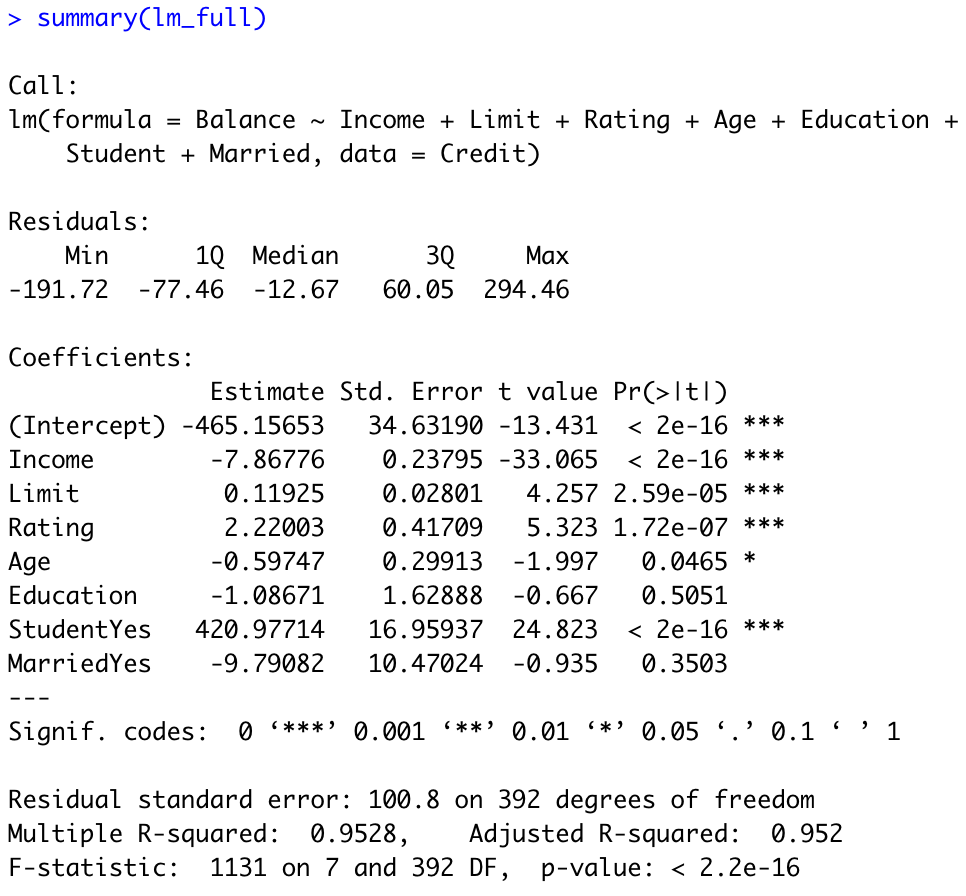 > summary(lm_full)

Call:
lm(formula = Balance ~ Income + Limit + Rating + Age + Education +
    Student + Married, data = Credit)

Residuals:
    Min      1Q  Median      3Q     Max
-191.72  -77.46  -12.67   60.05  294.46

Coefficients:
              Estimate Std. Error t value Pr(>|t|)
(Intercept) -465.15653   34.63190 -13.431  < 2e-16 ***
Income        -7.86776    0.23795 -33.065  < 2e-16 ***
Limit          0.11925    0.02801   4.257 2.59e-05 ***
Rating         2.22003    0.41709   5.323 1.72e-07 ***
Age           -0.59747    0.29913  -1.997   0.0465 *
Education     -1.08671    1.62888  -0.667   0.5051
StudentYes   420.97714   16.95937  24.823  < 2e-16 ***
MarriedYes    -9.79082   10.47024  -0.935   0.3503
---
Signif. codes:  0 ‘***’ 0.001 ‘**’ 0.01 ‘*’ 0.05 ‘.’ 0.1 ‘ ’ 1

Residual standard error: 100.8 on 392 degrees of freedom
Multiple R-squared:  0.9528,    Adjusted R-squared:  0.952
F-statistic:  1131 on 7 and 392 DF,  p-value: < 2.2e-16